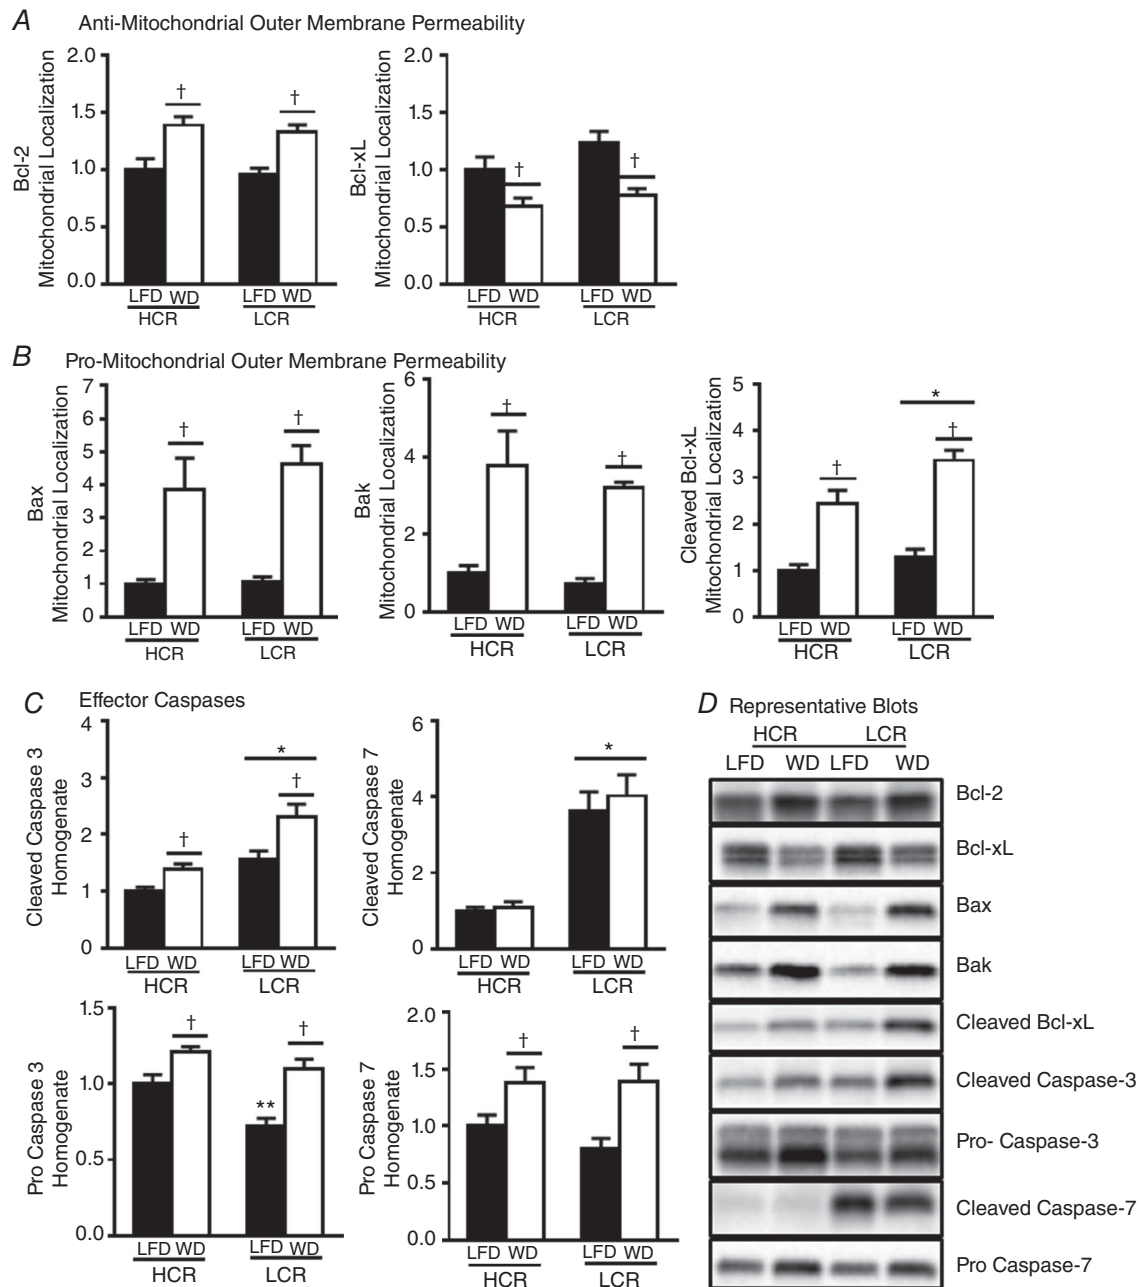 A Anti-Mitochondrial Outer Membrane Permeability
Bcl-2
Mitochondrial Localization
2.0
1.5
1.0
0.5
0.0
†
†
LFD WD LFD WD
HCR LCR
Bcl-xL
Mitochondrial Localization
2.0
1.5
1.0
0.5
0.0
†
†
LFD WD LFD WD
HCR LCR
B Pro-Mitochondrial Outer Membrane Permeability
Bax
Mitochondrial Localization
7
6
5
4
3
2
1
0
†
†
LFD WD LFD WD
HCR LCR
Bak
Mitochondrial Localization
6
4
2
0
†
†
LFD WD LFD WD
HCR LCR
Cleaved Bcl-xL
Mitochondrial Localization
5
4
3
2
1
0
*
†
†
LFD WD LFD WD
HCR LCR
C Effector Caspases
Cleaved Caspase 3
Homogenate
4
3
2
1
0
*
†
†
LFD WD LFD WD
HCR LCR
Cleaved Caspase 7
Homogenate
6
4
2
0
*
LFD WD LFD WD
HCR LCR
Pro Caspase 3
Homogenate
1.5
1.0
0.5
0.0
†
†
**
LFD WD LFD WD
HCR LCR
Pro Caspase 7
Homogenate
2.0
1.5
1.0
0.5
0.0
†
†
LFD WD LFD WD
HCR LCR
D Representative Blots
HCR LCR
LFD WD LFD WD
Bcl-2
Bcl-xL
Bax
Bak
Cleaved Bcl-xL
Cleaved Caspase-3
Pro- Caspase-3
Cleaved Caspase-7
Pro Caspase-7